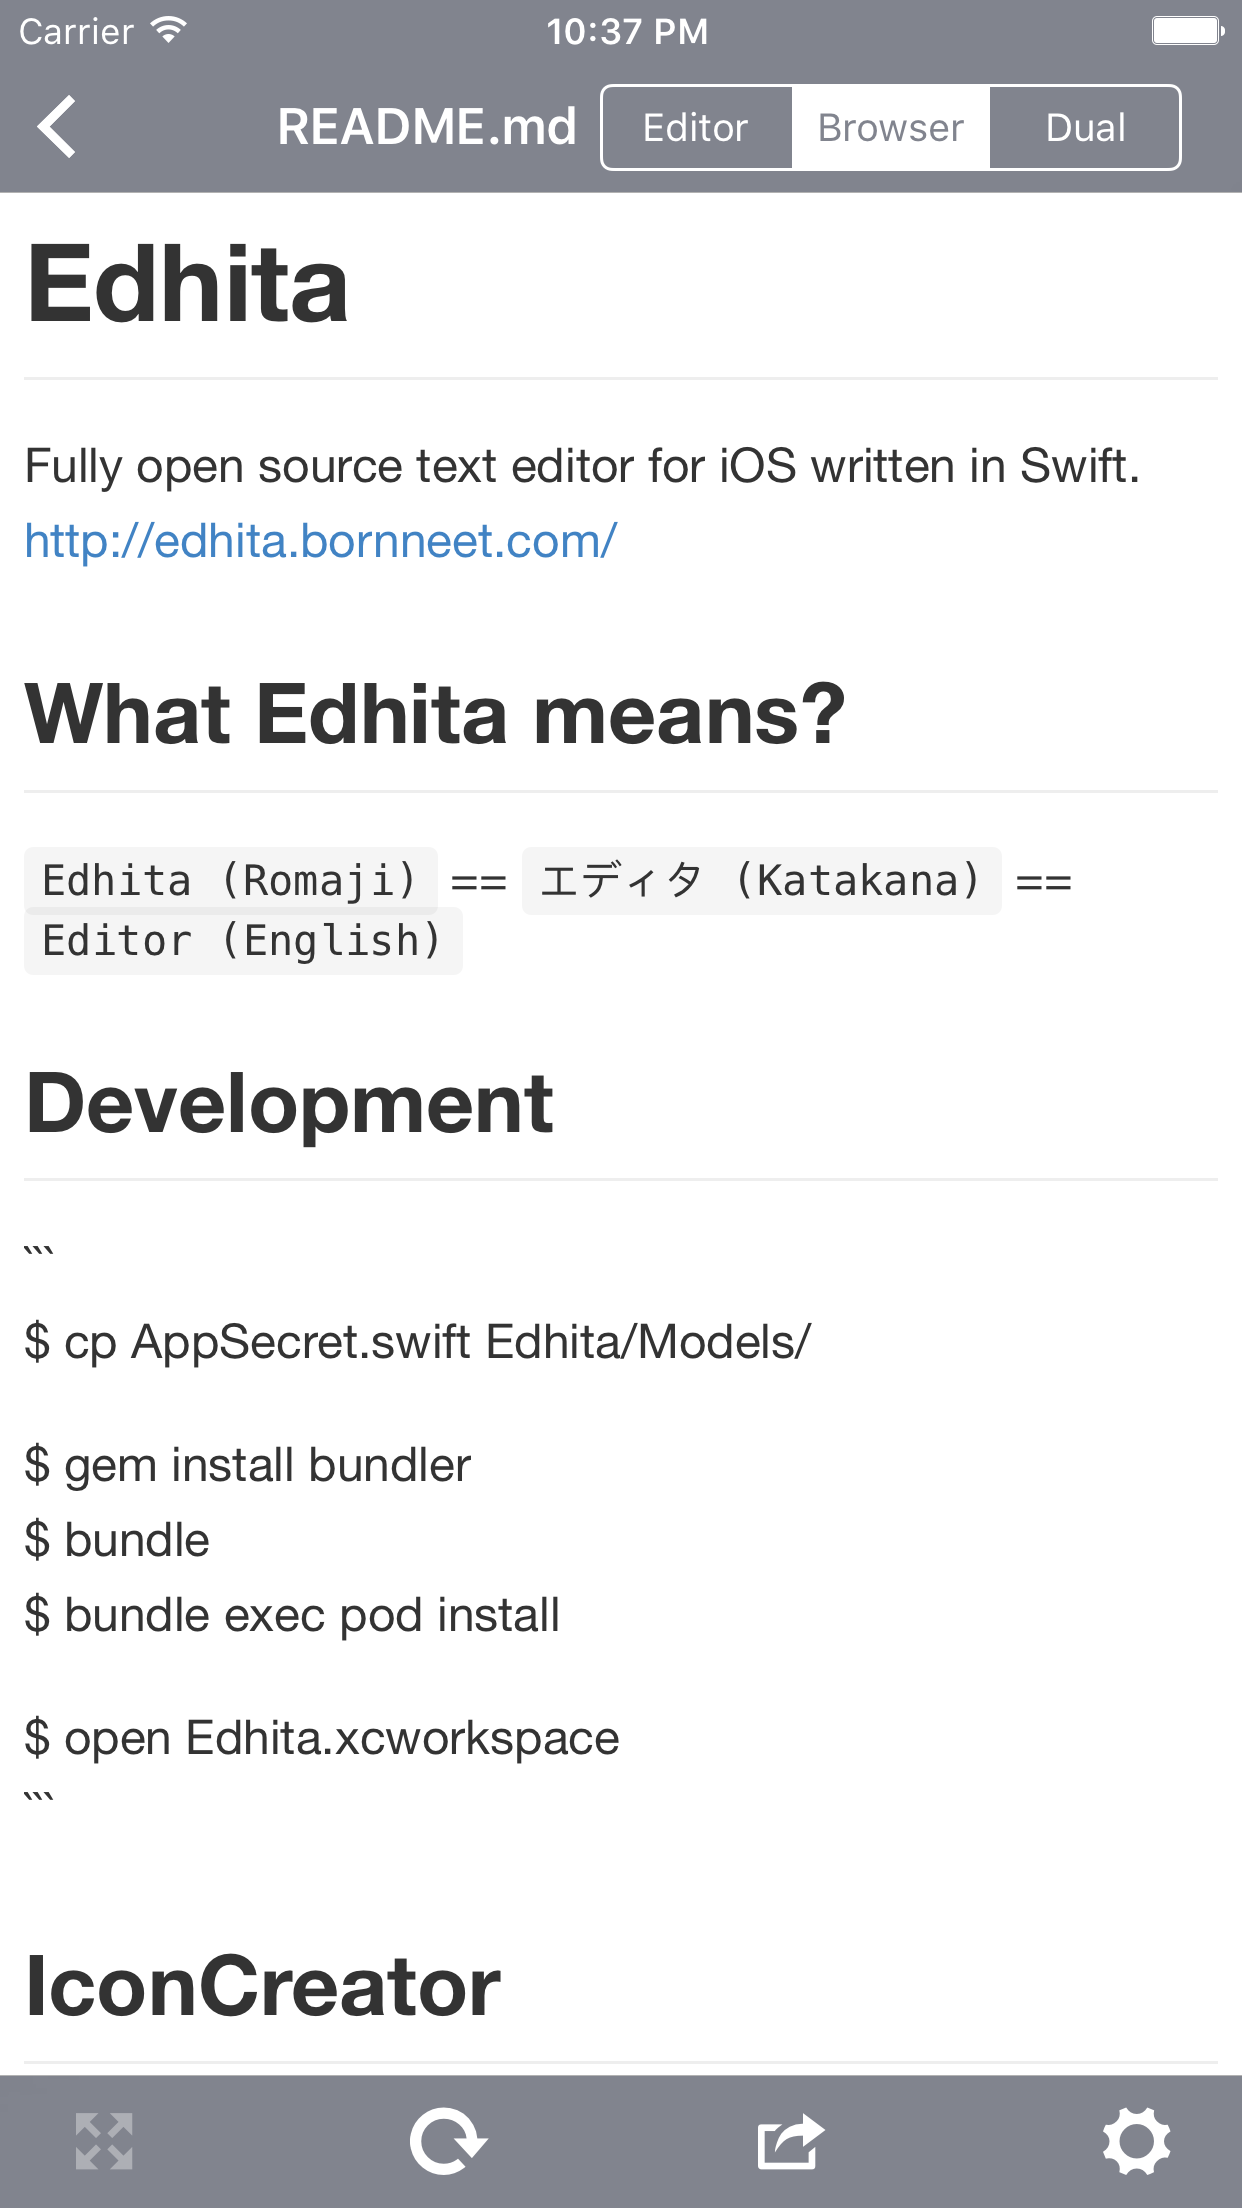 Carrier
10:37 PM
README.md
Editor
Browser
Dual
Edhita
Fully open source text editor for iOS written in Swift.
http://edhita.bornneet.com/
What Edhita means?
Edhita (Romaji) == エディタ (Katakana) ==
Editor (English)
Development
```
$ cp AppSecret.swift Edhita/Models/
$ gem install bundler
$ bundle
$ bundle exec pod install
$ open Edhita.xcworkspace
```
IconCreator